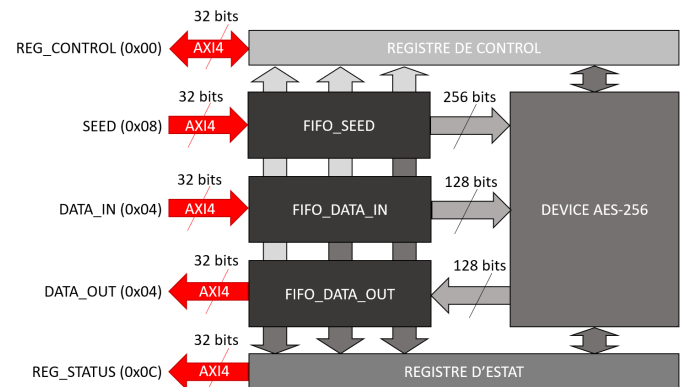 32 bits
REG_CONTROL (0x00)
AXI4
REGISTRE DE CONTROL
32 bits
SEED (0x08)
AXI4
FIFO_SEED
256 bits
32 bits
DATA_IN (0x04)
AXI4
FIFO_DATA_IN
128 bits
DEVICE AES-256
32 bits
DATA_OUT (0x04)
AXI4
FIFO_DATA_OUT
128 bits
32 bits
REG_STATUS (0x0C)
AXI4
REGISTRE D’ESTAT